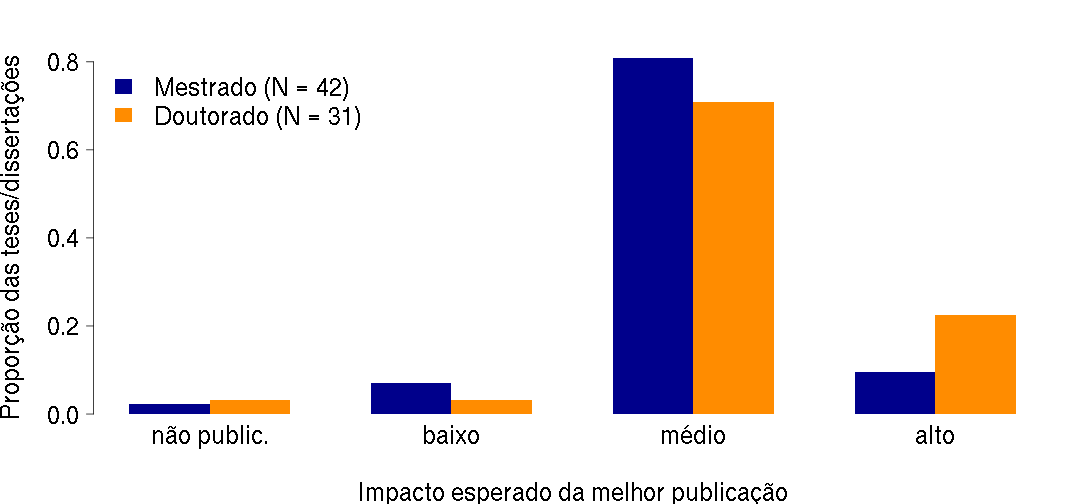 Proporção das teses/dissertações
0.8
0.6
0.4
0.2
0.0
Mestrado (N = 42)
Doutorado (N = 31)
não public.
baixo
médio
alto
Impacto esperado da melhor publicação